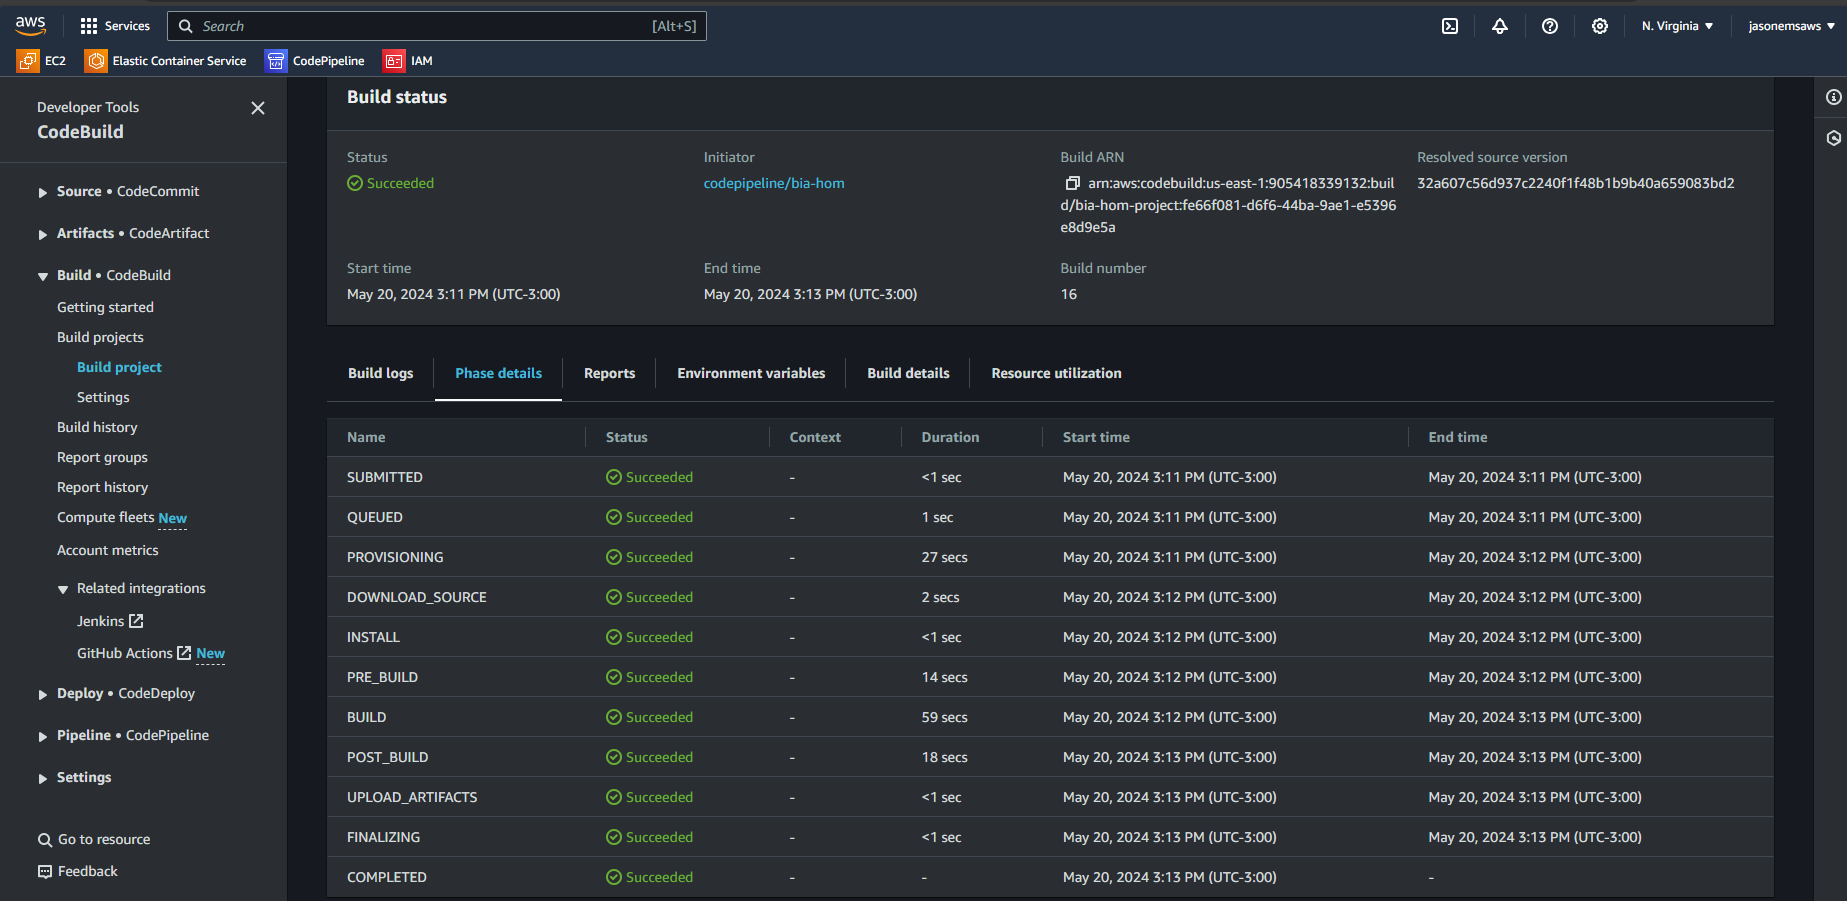 aws
Services
Search
[Alt+S]
N. Virginia
jasonemsaws
EC2
Elastic Container Service
CodePipeline
IAM
Developer Tools
CodeBuild
Source • CodeCommit
Artifacts • CodeArtifact
Build • CodeBuild
Getting started
Build projects
Build project
Settings
Build history
Report groups
Report history
Compute fleets New
Account metrics
Related integrations
Jenkins
GitHub Actions New
Deploy • CodeDeploy
Pipeline • CodePipeline
Settings
Go to resource
Feedback
Build status
Status
Succeeded
Initiator
codepipeline/bia-hom
Build ARN
arn:aws:codebuild:us-east-1:905418339132:buil
d/bia-hom-project:fe66f081-d6f6-44ba-9ae1-e5396
e8d9e5a
Resolved source version
32a607c56d937c2240f1f48b1b9b40a659083bd2
Start time
May 20, 2024 3:11 PM (UTC-3:00)
End time
May 20, 2024 3:13 PM (UTC-3:00)
Build number
16
Build logs
Phase details
Reports
Environment variables
Build details
Resource utilization
Name Status Context Duration Start time End time
SUBMITTED Succeeded - <1 sec May 20, 2024 3:11 PM (UTC-3:00) May 20, 2024 3:11 PM (UTC-3:00)
QUEUED Succeeded - 1 sec May 20, 2024 3:11 PM (UTC-3:00) May 20, 2024 3:11 PM (UTC-3:00)
PROVISIONING Succeeded - 27 secs May 20, 2024 3:11 PM (UTC-3:00) May 20, 2024 3:12 PM (UTC-3:00)
DOWNLOAD_SOURCE Succeeded - 2 secs May 20, 2024 3:12 PM (UTC-3:00) May 20, 2024 3:12 PM (UTC-3:00)
INSTALL Succeeded - <1 sec May 20, 2024 3:12 PM (UTC-3:00) May 20, 2024 3:12 PM (UTC-3:00)
PRE_BUILD Succeeded - 14 secs May 20, 2024 3:12 PM (UTC-3:00) May 20, 2024 3:12 PM (UTC-3:00)
BUILD Succeeded - 59 secs May 20, 2024 3:12 PM (UTC-3:00) May 20, 2024 3:13 PM (UTC-3:00)
POST_BUILD Succeeded - 18 secs May 20, 2024 3:13 PM (UTC-3:00) May 20, 2024 3:13 PM (UTC-3:00)
UPLOAD_ARTIFACTS Succeeded - <1 sec May 20, 2024 3:13 PM (UTC-3:00) May 20, 2024 3:13 PM (UTC-3:00)
FINALIZING Succeeded - <1 sec May 20, 2024 3:13 PM (UTC-3:00) May 20, 2024 3:13 PM (UTC-3:00)
COMPLETED Succeeded - - May 20, 2024 3:13 PM (UTC-3:00) -